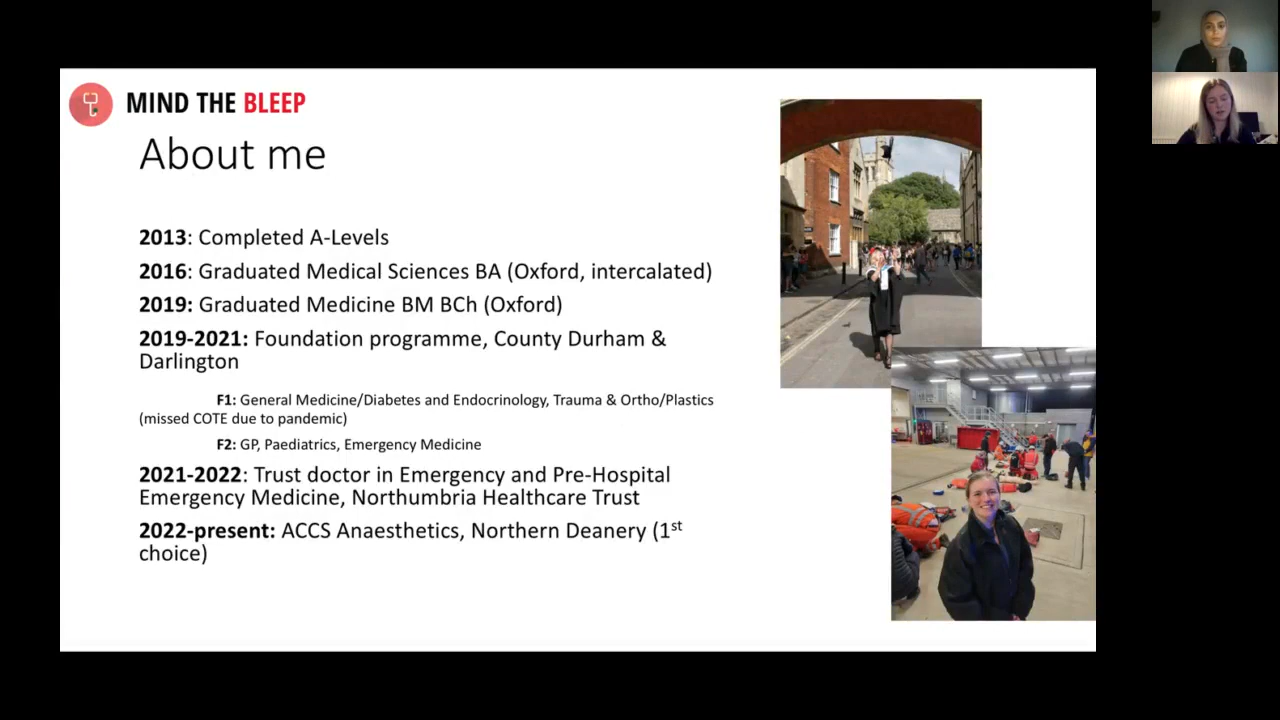 MIND THE BLEEP
About me
2013: Completed A-Levels
2016: Graduated Medical Sciences BA (Oxford, intercalated)
2019: Graduated Medicine BM BCh (Oxford)
2019-2021: Foundation programme, County Durham &
Darlington
F1: General Medicine/Diabetes and Endocrinology, Trauma & Ortho/Plastics
(missed COTE due to pandemic)
F2: GP, Paediatrics, Emergency Medicine
2021-2022: Trust doctor in Emergency and Pre-Hospital
Emergency Medicine, Northumbria Healthcare Trust
2022-present: ACCS Anaesthetics, Northern Deanery (1st
choice)